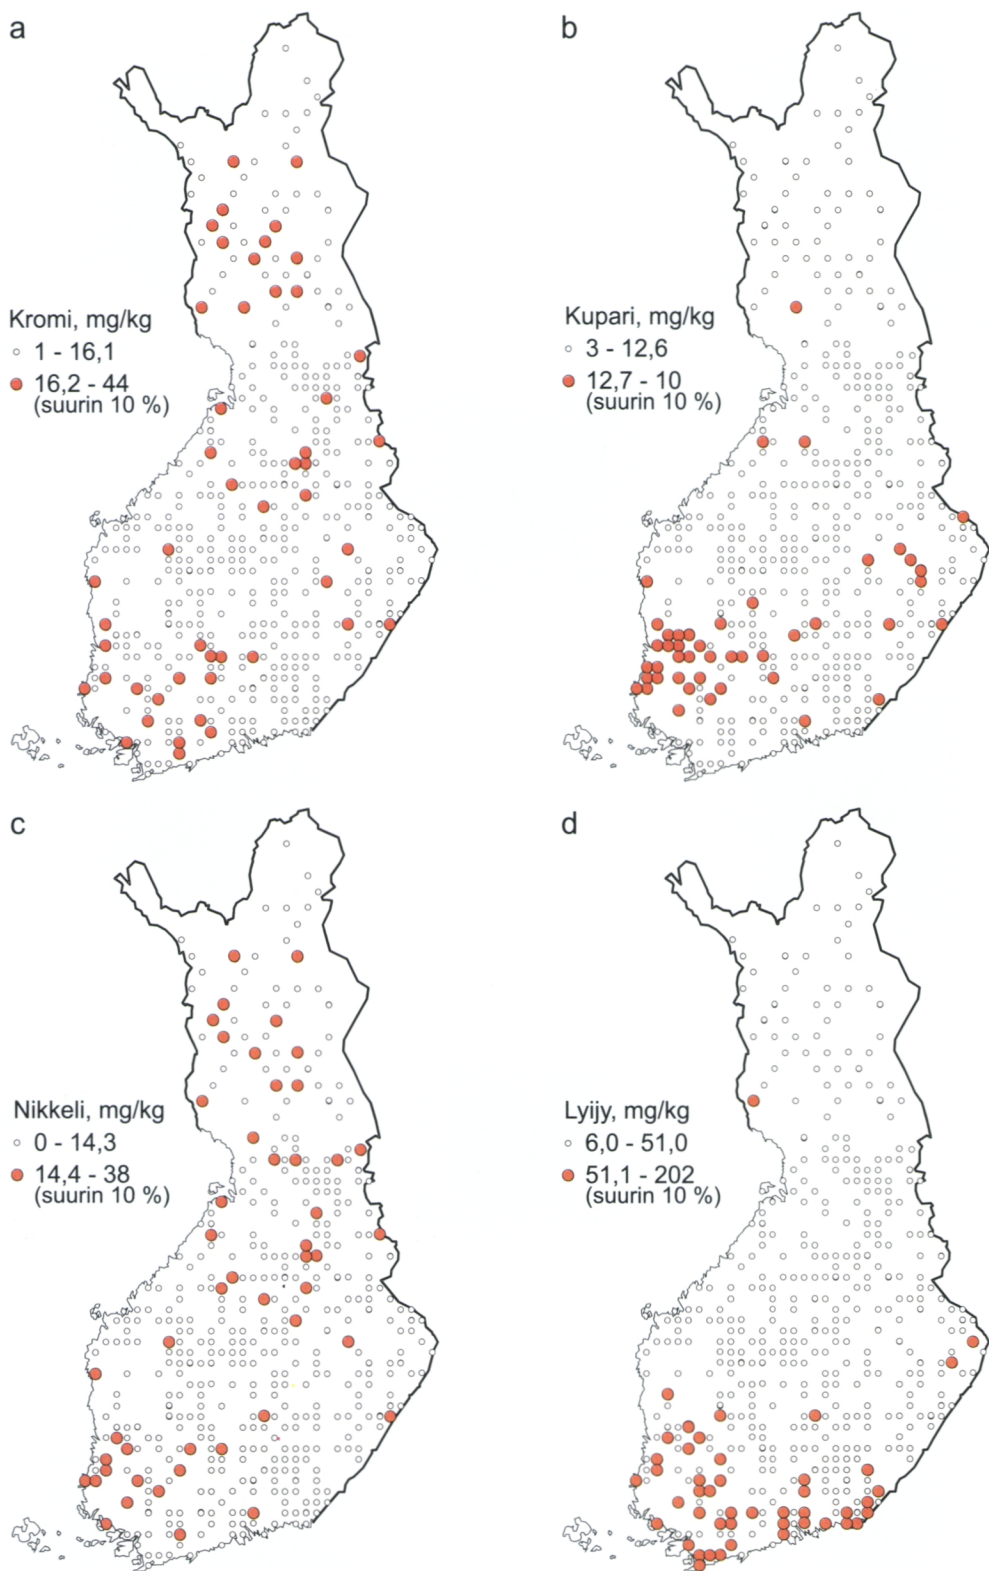 a
Kromi, mg/kg
1 - 16,1
16,2 - 44
(suurin 10 %)
b
Kupari, mg/kg
3 - 12,6
12,7 - 10
(suurin 10 %)
c
Nikkeli, mg/kg
0 - 14,3
14,4 - 38
(suurin 10 %)
d
Lyijy, mg/kg
6,0 - 51,0
51,1 - 202
(suurin 10 %)